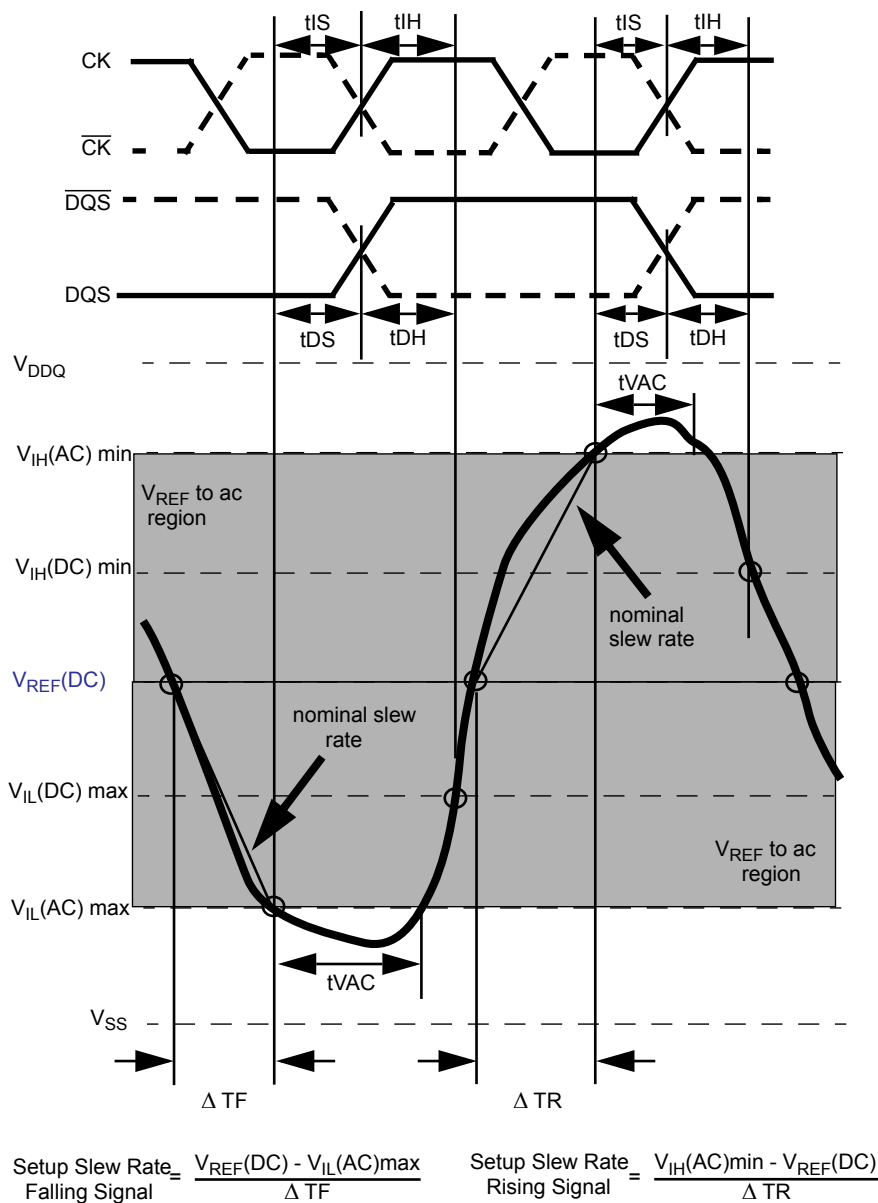 tIS tIH tIS tIH
CK
CK
DQS
DQS
tDS tDH tDS tDH
VDDQ
tVAC
VIH(AC) min
VREF to ac
region
VIH(DC) min
nominal
slew rate
VREF(DC)
nominal slew
rate
VIL(DC) max
VREF to ac
region
VIL(AC) max
tVAC
VSS
Δ TF Δ TR
Setup Slew Rate
Falling Signal
=
VREF(DC) - VIL(AC)max
Δ TF
Setup Slew Rate
Rising Signal
=
VIH(AC)min - VREF(DC)
Δ TR